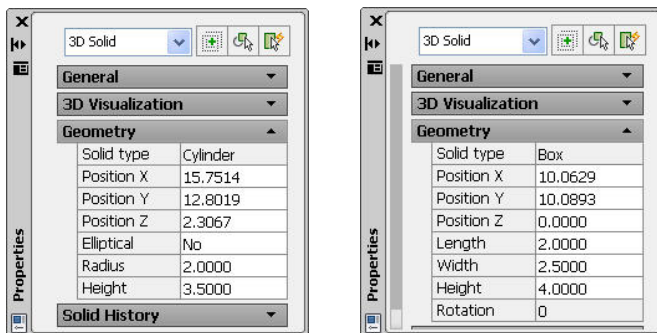 3D Solid
General
3D Visualization
Geometry
Solid type Cylinder
Position X 15.7514
Position Y 12.8019
Position Z 2.3067
Elliptical No
Radius 2.0000
Height 3.5000
Solid History
Properties
3D Solid
General
3D Visualization
Geometry
Solid type Box
Position X 10.0629
Position Y 10.0893
Position Z 0.0000
Length 2.0000
Width 2.5000
Height 4.0000
Rotation 0
Properties